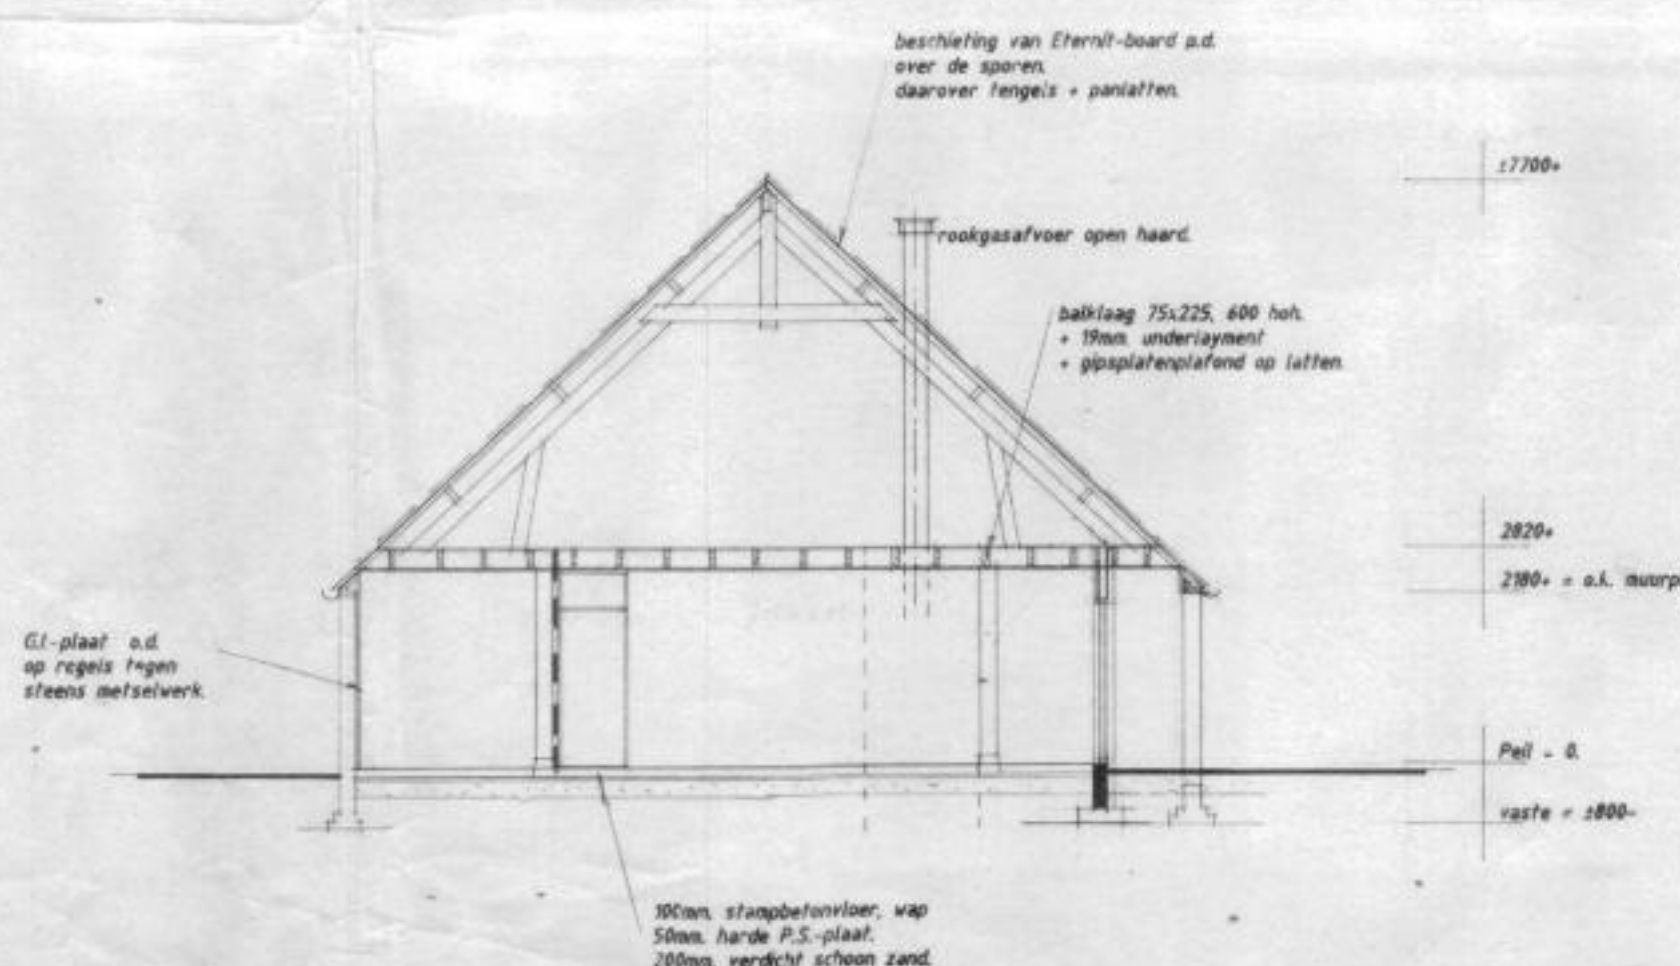 beschieting van Eternit-board o.d.
over de sporen.
daarover tengels + panlatten.
±7700+
rookgasafvoer open haard.
balklaag 75x225, 600 hoh.
+ 19mm. underlayment
+ gipsplatenplafond op latten.
2820+
2180+ = o.k. muurp
G.I-plaat o.d.
op regels tegen
steens metselwerk.
Peil = 0.
vaste = ±800-
100mm. stampbetonvloer, wap
50mm. harde P.S.-plaat.
200mm. verdicht schoon zand.